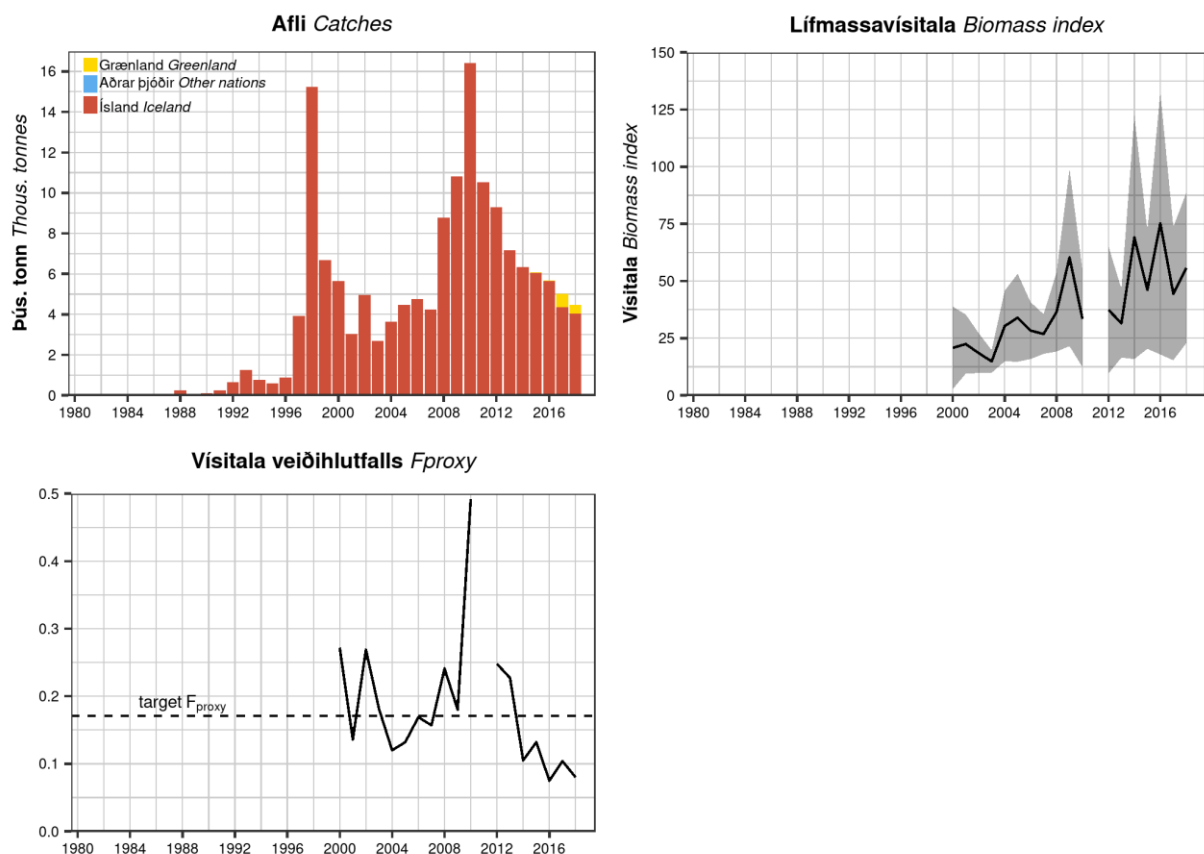 Afli Catches
Þús. tonn Thous. tonnes
16
14
12
10
8
6
4
2
0
Grænland Greenland
Aðrar þjóðir Other nations
Ísland Iceland
1980 1984 1988 1992 1996 2000 2004 2008 2012 2016
Lífmassavísitala Biomass index
Vísitala Biomass index
150
125
100
75
50
25
0
1980 1984 1988 1992 1996 2000 2004 2008 2012 2016
Vísitala veiðihlutfalls Fproxy
0.5
0.4
0.3
0.2
0.1
0.0
target Fproxy
1980 1984 1988 1992 1996 2000 2004 2008 2012 2016